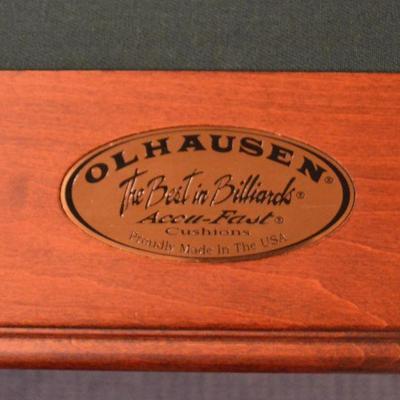 OLHAUSEN®
The Best in Billiards®
Accu-Fast®
Cushions
Proudly Made In The USA